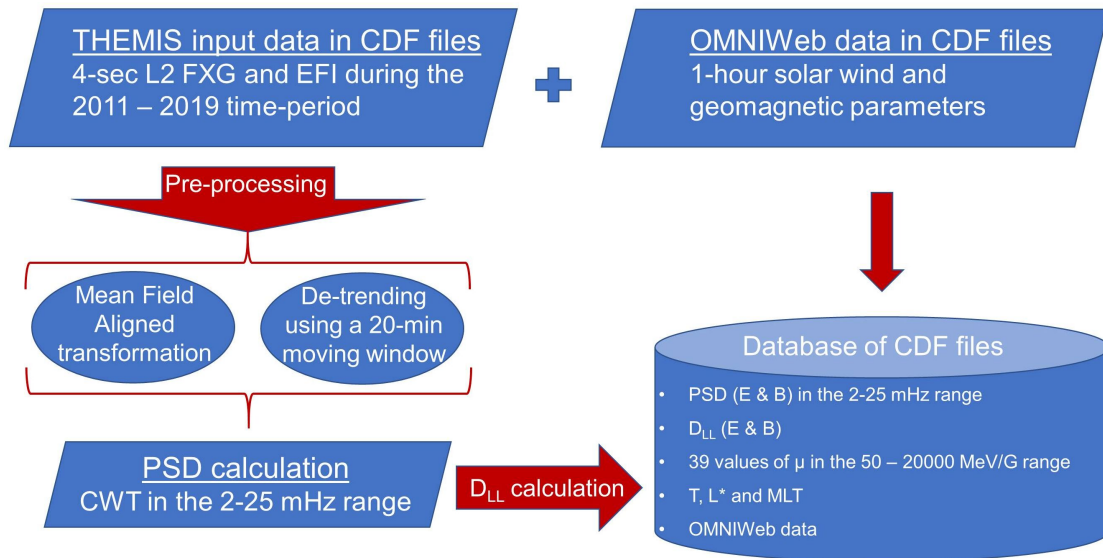 THEMIS input data in CDF files
4-sec L2 FXG and EFI during the
2011 – 2019 time-period
OMNIWeb data in CDF files
1-hour solar wind and
geomagnetic parameters
Pre-processing
Mean Field
Aligned
transformation
De-trending
using a 20-min
moving window
PSD calculation
CWT in the 2-25 mHz range
DLL calculation
Database of CDF files
• PSD (E & B) in the 2-25 mHz range
• DLL (E & B)
• 39 values of μ in the 50 – 20000 MeV/G range
• T, L* and MLT
• OMNIWeb data